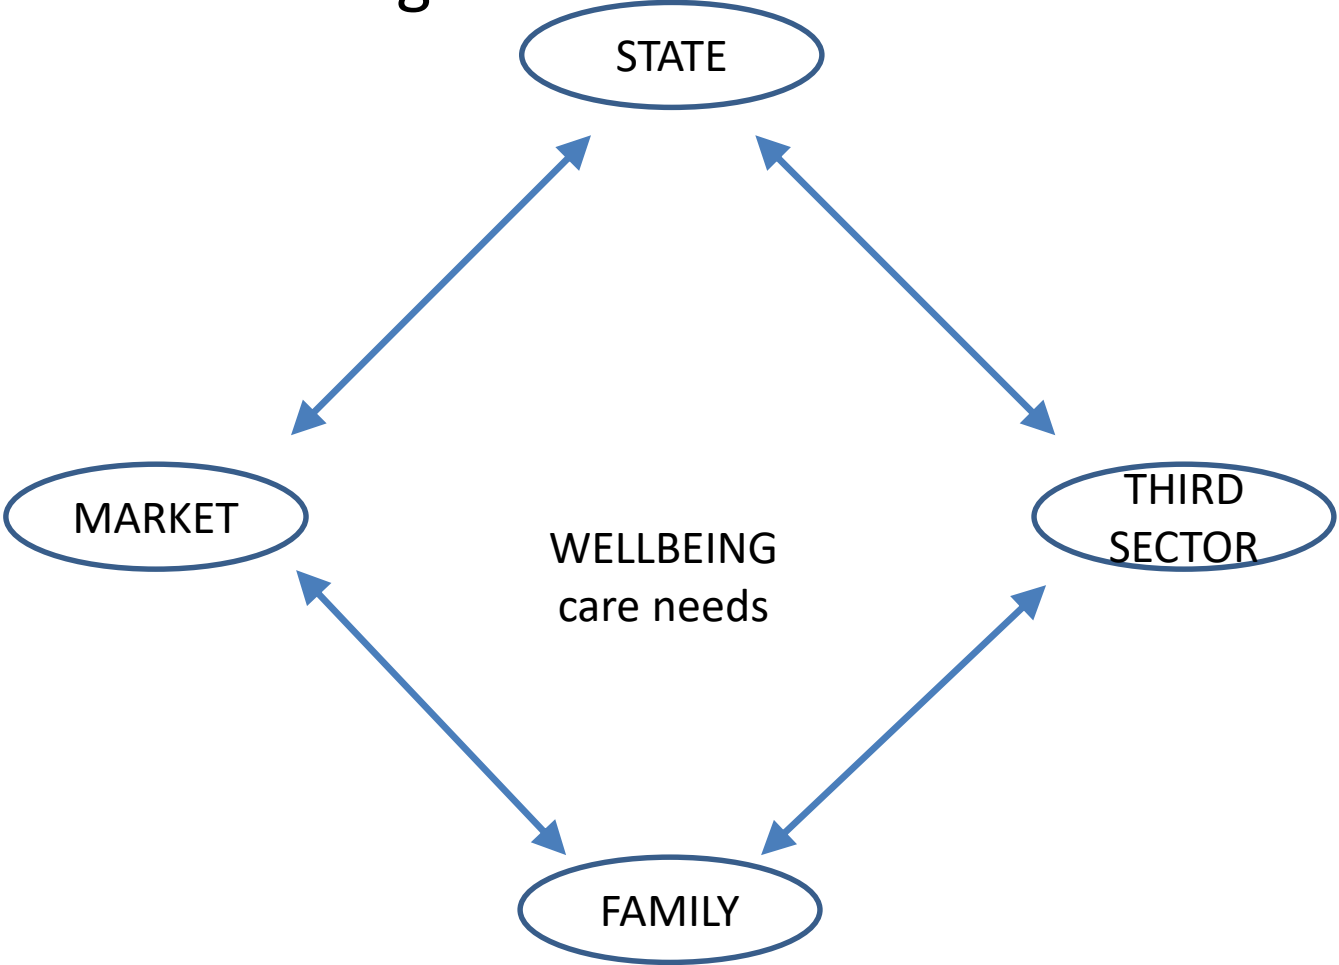 STATE
MARKET
THIRD
SECTOR
WELLBEING
care needs
FAMILY